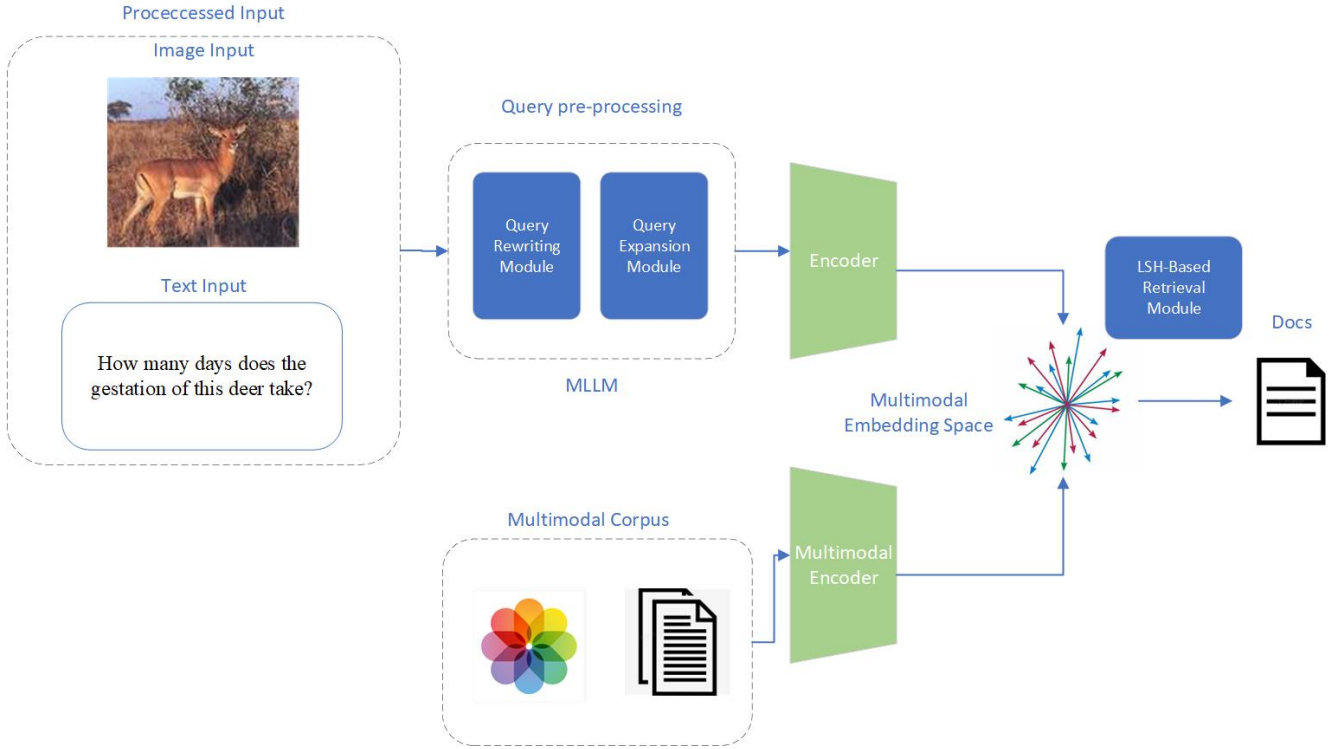 Proceccessed Input
Image Input
Text Input
How many days does the
gestation of this deer take?
Query pre-processing
Query
Rewriting
Module
Query
Expansion
Module
MLLM
Encoder
LSH-Based
Retrieval
Module
Docs
Multimodal
Embedding Space
Multimodal Corpus
Multimodal
Encoder